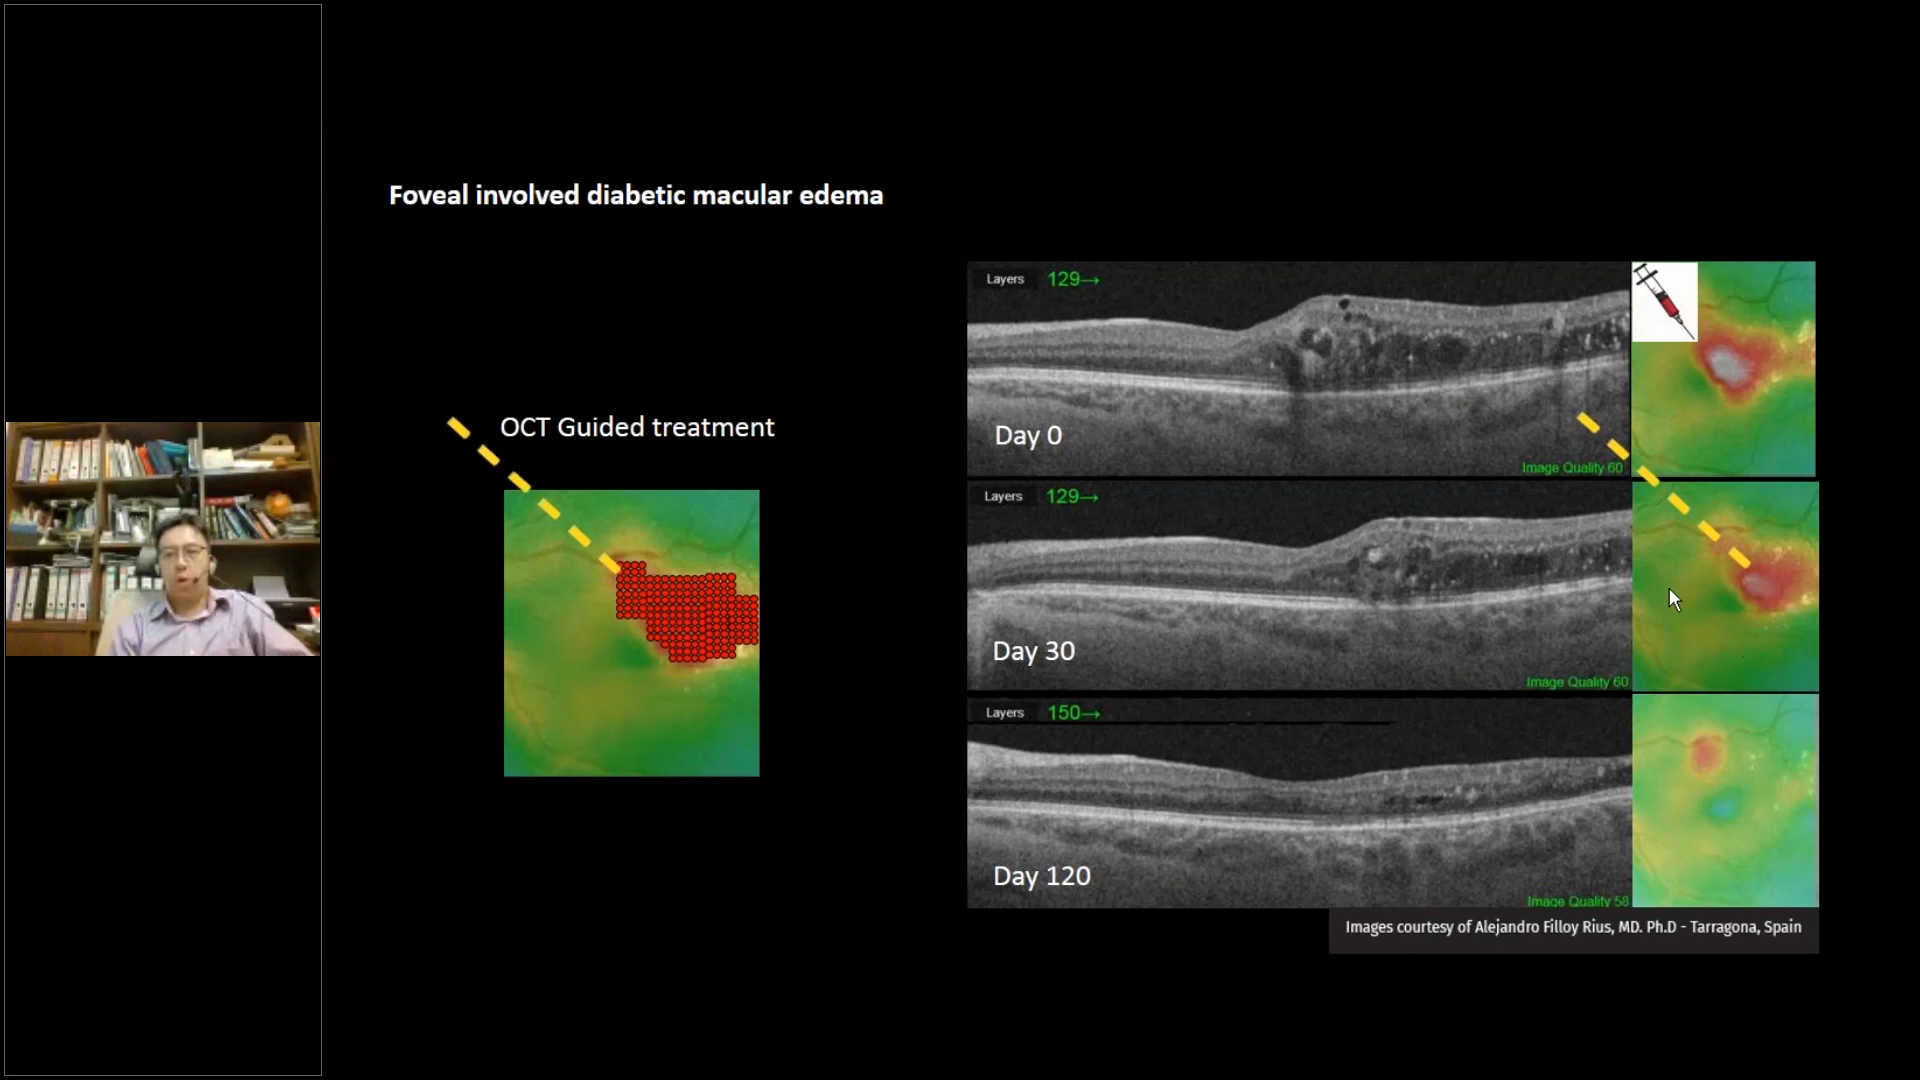 Foveal involved diabetic macular edema
OCT Guided treatment
Layers 129→
Day 0
Image Quality 60
Layers 129→
Day 30
Image Quality 60
Layers 150→
Day 120
Image Quality 58
Images courtesy of Alejandro Filloy Rius, MD. Ph.D - Tarragona, Spain